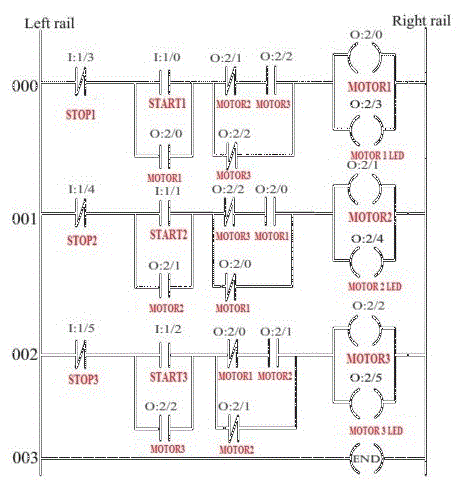 Left rail Right rail
I:1/3 I:1/0 O:2/1 O:2/2 O:2/0
000
STOP1 START1 MOTOR2 MOTOR3 MOTOR1
O:2/0 O:2/2 O:2/3
MOTOR1 MOTOR3 MOTOR 1 LED
I:1/4 I:1/1 O:2/2 O:2/0 O:2/1
001
STOP2 START2 MOTOR3 MOTOR1 MOTOR2
O:2/1 O:2/0 O:2/4
MOTOR2 MOTOR1 MOTOR 2 LED
I:1/5 I:1/2 O:2/0 O:2/1 O:2/2
002
STOP3 START3 MOTOR1 MOTOR2 MOTOR3
O:2/2 O:2/1 O:2/5
MOTOR3 MOTOR2 MOTOR 3 LED
003 END